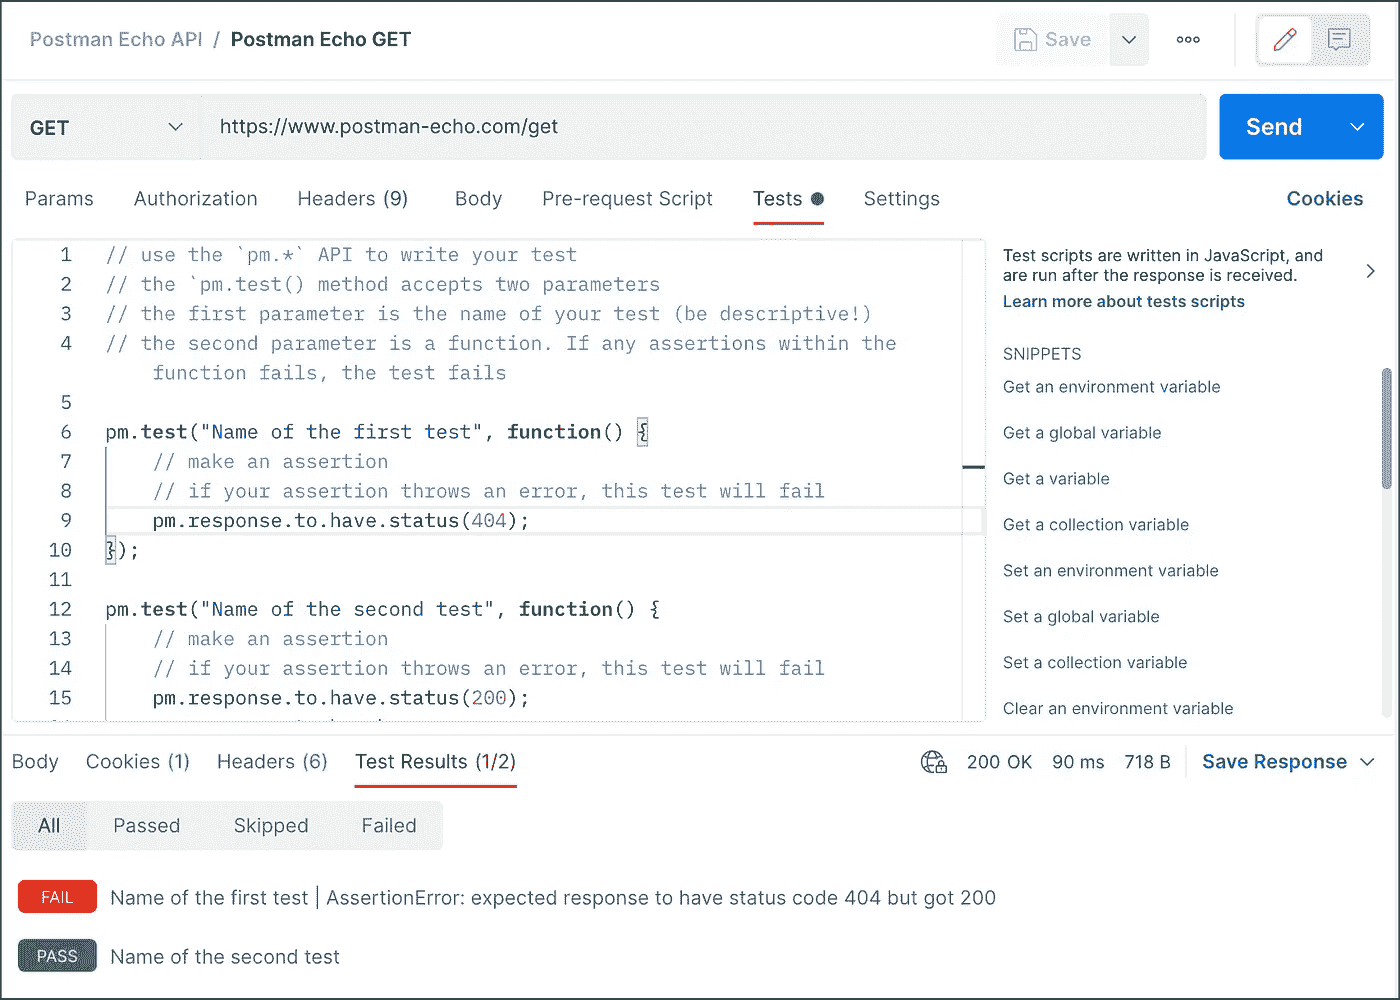 Postman Echo API / Postman Echo GET
Save
GET
https://www.postman-echo.com/get
Send
Params Authorization Headers (9) Body Pre-request Script Tests Settings Cookies
1 // use the `pm.*` API to write your test
2 // the `pm.test() method accepts two parameters
3 // the first parameter is the name of your test (be descriptive!)
4 // the second parameter is a function. If any assertions within the
function fails, the test fails
5
6 pm.test("Name of the first test", function() {
7 // make an assertion
8 // if your assertion throws an error, this test will fail
9 pm.response.to.have.status(404);
10 });
11
12 pm.test("Name of the second test", function() {
13 // make an assertion
14 // if your assertion throws an error, this test will fail
15 pm.response.to.have.status(200);
Test scripts are written in JavaScript, and
are run after the response is received.
Learn more about tests scripts
SNIPPETS
Get an environment variable
Get a global variable
Get a variable
Get a collection variable
Set an environment variable
Set a global variable
Set a collection variable
Clear an environment variable
Body Cookies (1) Headers (6) Test Results (1/2) 200 OK 90 ms 718 B Save Response
All Passed Skipped Failed
FAIL Name of the first test | AssertionError: expected response to have status code 404 but got 200
PASS Name of the second test